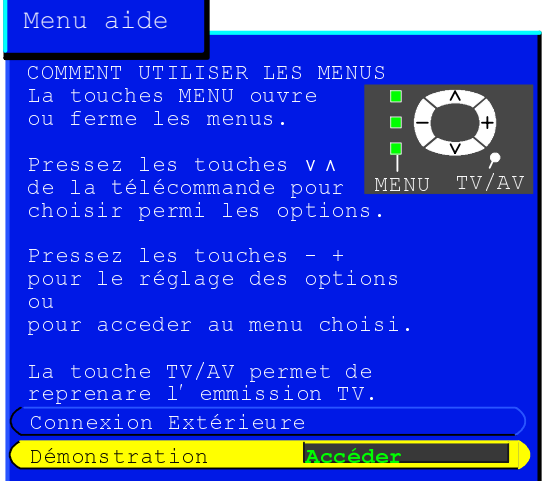 Menu aide
COMMENT UTILISER LES MENUS
La touches MENU ouvre
ou ferme les menus.
Pressez les touches ∨ ∧
de la télécommande pour
choisir permi les options.
MENU TV/AV
Pressez les touches - +
pour le réglage des options
ou
pour acceder au menu choisi.
La touche TV/AV permet de
reprenare l' emmission TV.
Connexion Extérieure
Démonstration Accéder